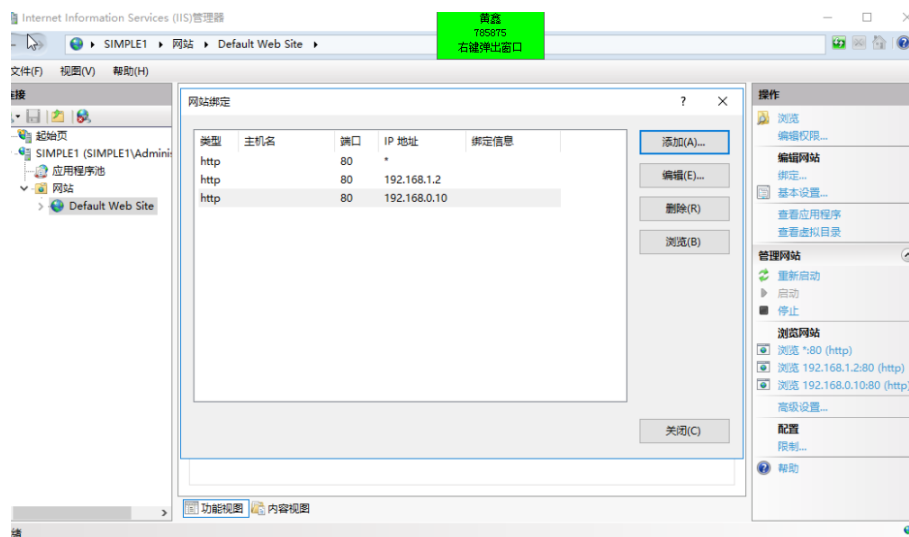 Internet Information Services (IIS)管理器
黄鑫
785875
右键弹出窗口
SIMPLE1 网站 Default Web Site
文件(F) 视图(V) 帮助(H)
连接
起始页
SIMPLE1 (SIMPLE1\Adminis
应用程序池
网站
Default Web Site
网站绑定
? ×
类型 主机名 端口 IP 地址 绑定信息
http 80 *
http 80 192.168.1.2
http 80 192.168.0.10
添加(A)...
编辑(E)...
删除(R)
浏览(B)
关闭(C)
功能视图 内容视图
操作
浏览
编辑权限...
编辑网站
绑定...
基本设置...
查看应用程序
查看虚拟目录
管理网站
重新启动
启动
停止
浏览网站
浏览 *:80 (http)
浏览 192.168.1.2:80 (http)
浏览 192.168.0.10:80 (http)
高级设置...
配置
限制...
帮助
绪